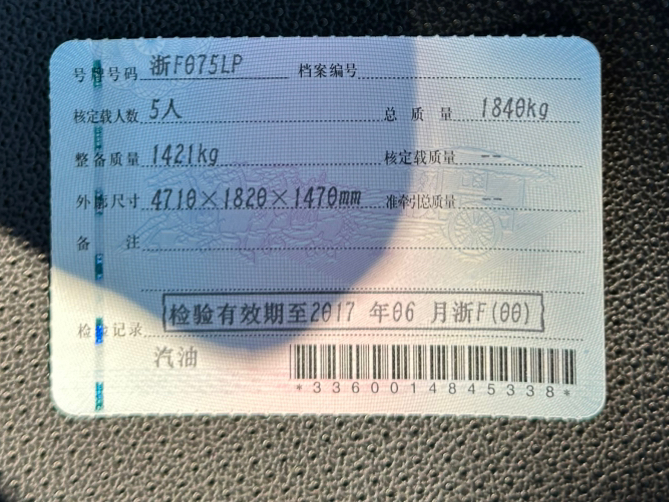 号牌号码 浙F075LP 档案编号
核定载人数 5人 总质量 1840kg
整备质量 1421kg 核定载质量 --
外廓尺寸 4710×1820×1470mm 准牵引总质量 --
备注
检验有效期至2017 年06 月浙F(00)
检验记录
汽油
*3360014845338*